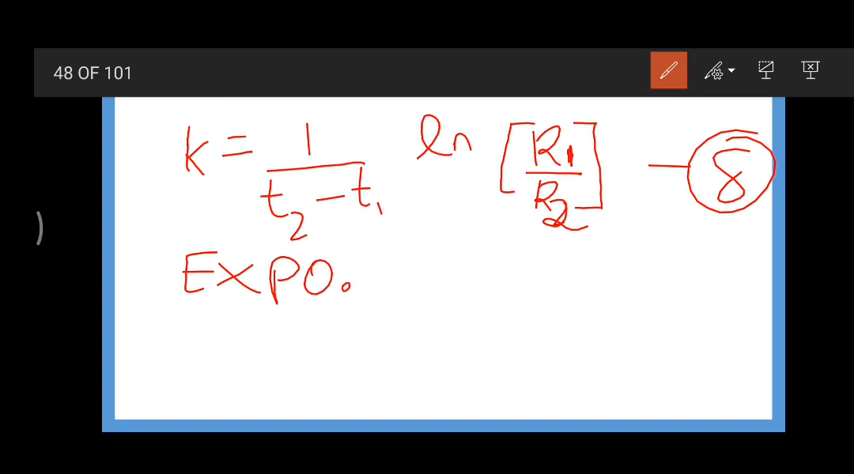 48 OF 101
k = 1 / (t₂ - t₁) ln [R₁ / R₂] — 8
EXPO.